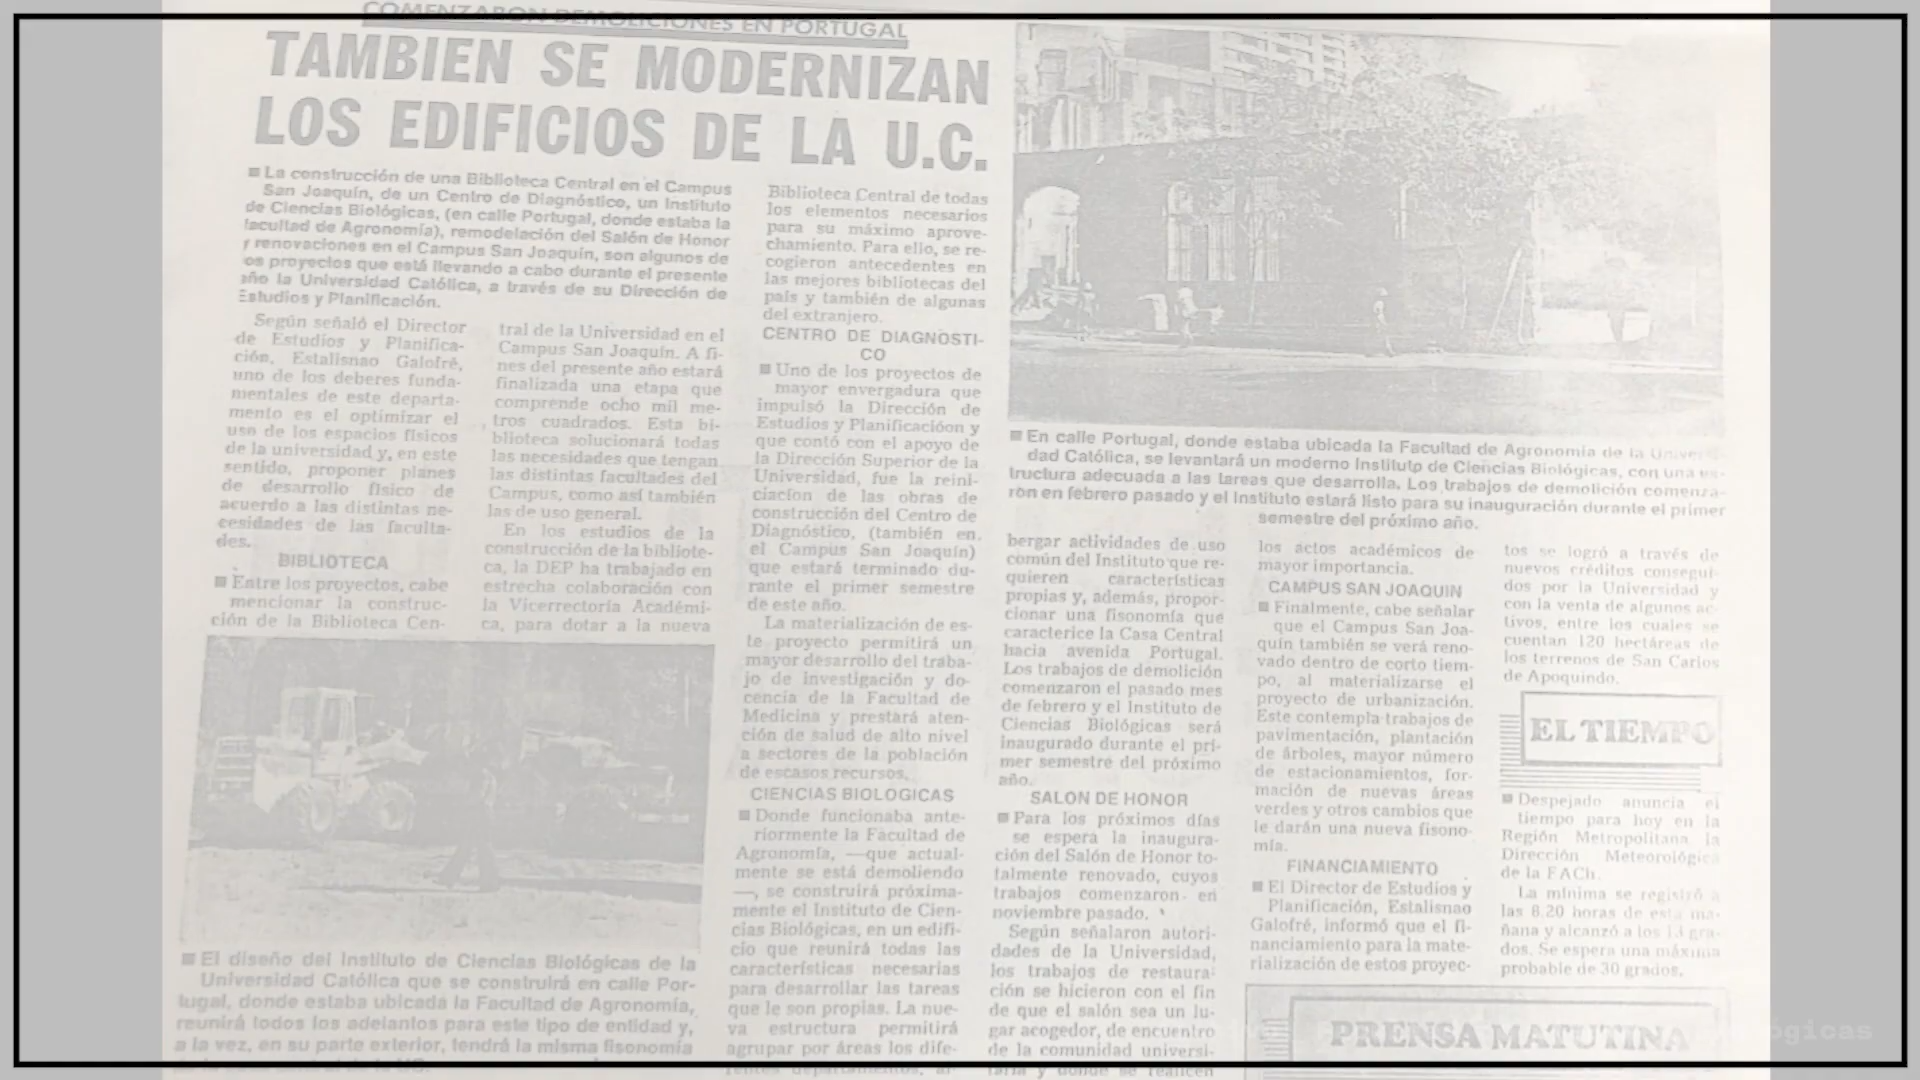 COMENZARON DEMOLICIONES EN PORTUGAL
TAMBIEN SE MODERNIZAN
LOS EDIFICIOS DE LA U.C.
La construcción de una Biblioteca Central en el Campus
San Joaquín, de un Centro de Diagnóstico, un Instituto
de Ciencias Biológicas, (en calle Portugal, donde estaba la
facultad de Agronomía), remodelación del Salón de Honor
y renovaciones en el Campus San Joaquín, son algunos de
os proyectos que está llevando a cabo durante el presente
año la Universidad Católica, a través de su Dirección de
Estudios y Planificación.
Según señaló el Director
de Estudios y Planifica-
ción, Estalisnao Galofré,
uno de los deberes funda-
mentales de este departa-
mento es el optimizar el
uso de los espacios físicos
de la universidad y, en este
sentido, proponer planes
de desarrollo físico de
acuerdo a las distintas ne-
cesidades de las faculta-
des.
BIBLIOTECA
Entre los proyectos, cabe
mencionar la construc-
ción de la Biblioteca Cen-
tral de la Universidad en el
Campus San Joaquín. A fi-
nes del presente año estará
finalizada una etapa que
comprende ocho mil me-
tros cuadrados. Esta bi-
blioteca solucionará todas
las necesidades que tengan
las distintas facultades del
Campus, como así también
las de uso general.
En los estudios de la
construcción de la bibliote-
ca, la DEP ha trabajado en
estrecha colaboración con
la Vicerrectoría Académi-
ca, para dotar a la nueva
Biblioteca Central de todas
los elementos necesarios
para su máximo aprove-
chamiento. Para ello, se re-
cogieron antecedentes en
las mejores bibliotecas del
país y también de algunas
del extranjero.
CENTRO DE DIAGNOSTI-
CO
Uno de los proyectos de
mayor envergadura que
impulsó la Dirección de
Estudios y Planificacióon y
que contó con el apoyo de
la Dirección Superior de la
Universidad, fue la reini-
ciacíon de las obras de
construcción del Centro de
Diagnóstico, (también en
el Campus San Joaquín)
que estará terminado du-
rante el primer semestre
de este año.
La materialización de es-
te proyecto permitirá un
mayor desarrollo del traba-
jo de investigación y do-
cencia de la Facultad de
Medicina y prestará aten-
ción de salud de alto nivel
a sectores de la población
de escasos recursos.
CIENCIAS BIOLOGICAS
Donde funcionaba ante-
riormente la Facultad de
Agronomía, —que actual-
mente se está demoliendo
—, se construirá próxima-
mente el Instituto de Cien-
cias Biológicas, en un edifi-
cio que reunirá todas las
características necesarias
para desarrollar las tareas
que le son propias. La nue-
va estructura permitirá
agrupar por áreas los dife-
rentes departamentos, al-
El diseño del Instituto de Ciencias Biológicas de la
Universidad Católica que se construirá en calle Por-
tugal, donde estaba ubicada la Facultad de Agronomía,
reunirá todos los adelantos para este tipo de entidad y,
a la vez, en su parte exterior, tendrá la misma fisonomía
En calle Portugal, donde estaba ubicada la Facultad de Agronomía de la Universi-
dad Católica, se levantará un moderno Instituto de Ciencias Biológicas, con una es-
tructura adecuada a las tareas que desarrolla. Los trabajos de demolición comenza-
ron en febrero pasado y el Instituto estará listo para su inauguración durante el primer
semestre del próximo año.
bergar actividades de uso
común del Instituto que re-
quieren características
propias y, además, propor-
cionar una fisonomía que
caracterice la Casa Central
hacia avenida Portugal.
Los trabajos de demolición
comenzaron el pasado mes
de febrero y el Instituto de
Ciencias Biológicas será
inaugurado durante el pri-
mer semestre del próximo
año.
SALON DE HONOR
Para los próximos días
se espera la inaugura-
ción del Salón de Honor to-
talmente renovado, cuyos
trabajos comenzaron en
noviembre pasado.
Según señalaron autori-
dades de la Universidad,
los trabajos de restaura-
ción se hicieron con el fin
de que el salón sea un lu-
gar acogedor, de encuentro
de la comunidad universi-
taria y donde se realicen
los actos académicos de
mayor importancia.
CAMPUS SAN JOAQUIN
Finalmente, cabe señalar
que el Campus San Joa-
quín también se verá reno-
vado dentro de corto tiem-
po, al materializarse el
proyecto de urbanización.
Este contempla trabajos de
pavimentación, plantación
de árboles, mayor número
de estacionamientos, for-
mación de nuevas áreas
verdes y otros cambios que
le darán una nueva fisono-
mía.
FINANCIAMIENTO
El Director de Estudios y
Planificación, Estalisnao
Galofré, informó que el fi-
nanciamiento para la mate-
rialización de estos proyec-
tos se logró a través de
nuevos créditos consegui-
dos por la Universidad y
con la venta de algunos ac-
tivos, entre los cuales se
cuentan 120 hectáreas de
los terrenos de San Carlos
de Apoquindo.
EL TIEMPO
Despejado anuncia el
tiempo para hoy en la
Región Metropolitana la
Dirección Meteorológica
de la FACh.
La mínima se registró a
las 8.20 horas de esta ma-
ñana y alcanzó a los 13 gra-
dos. Se espera una máxima
probable de 30 grados.
PRENSA MATUTINA